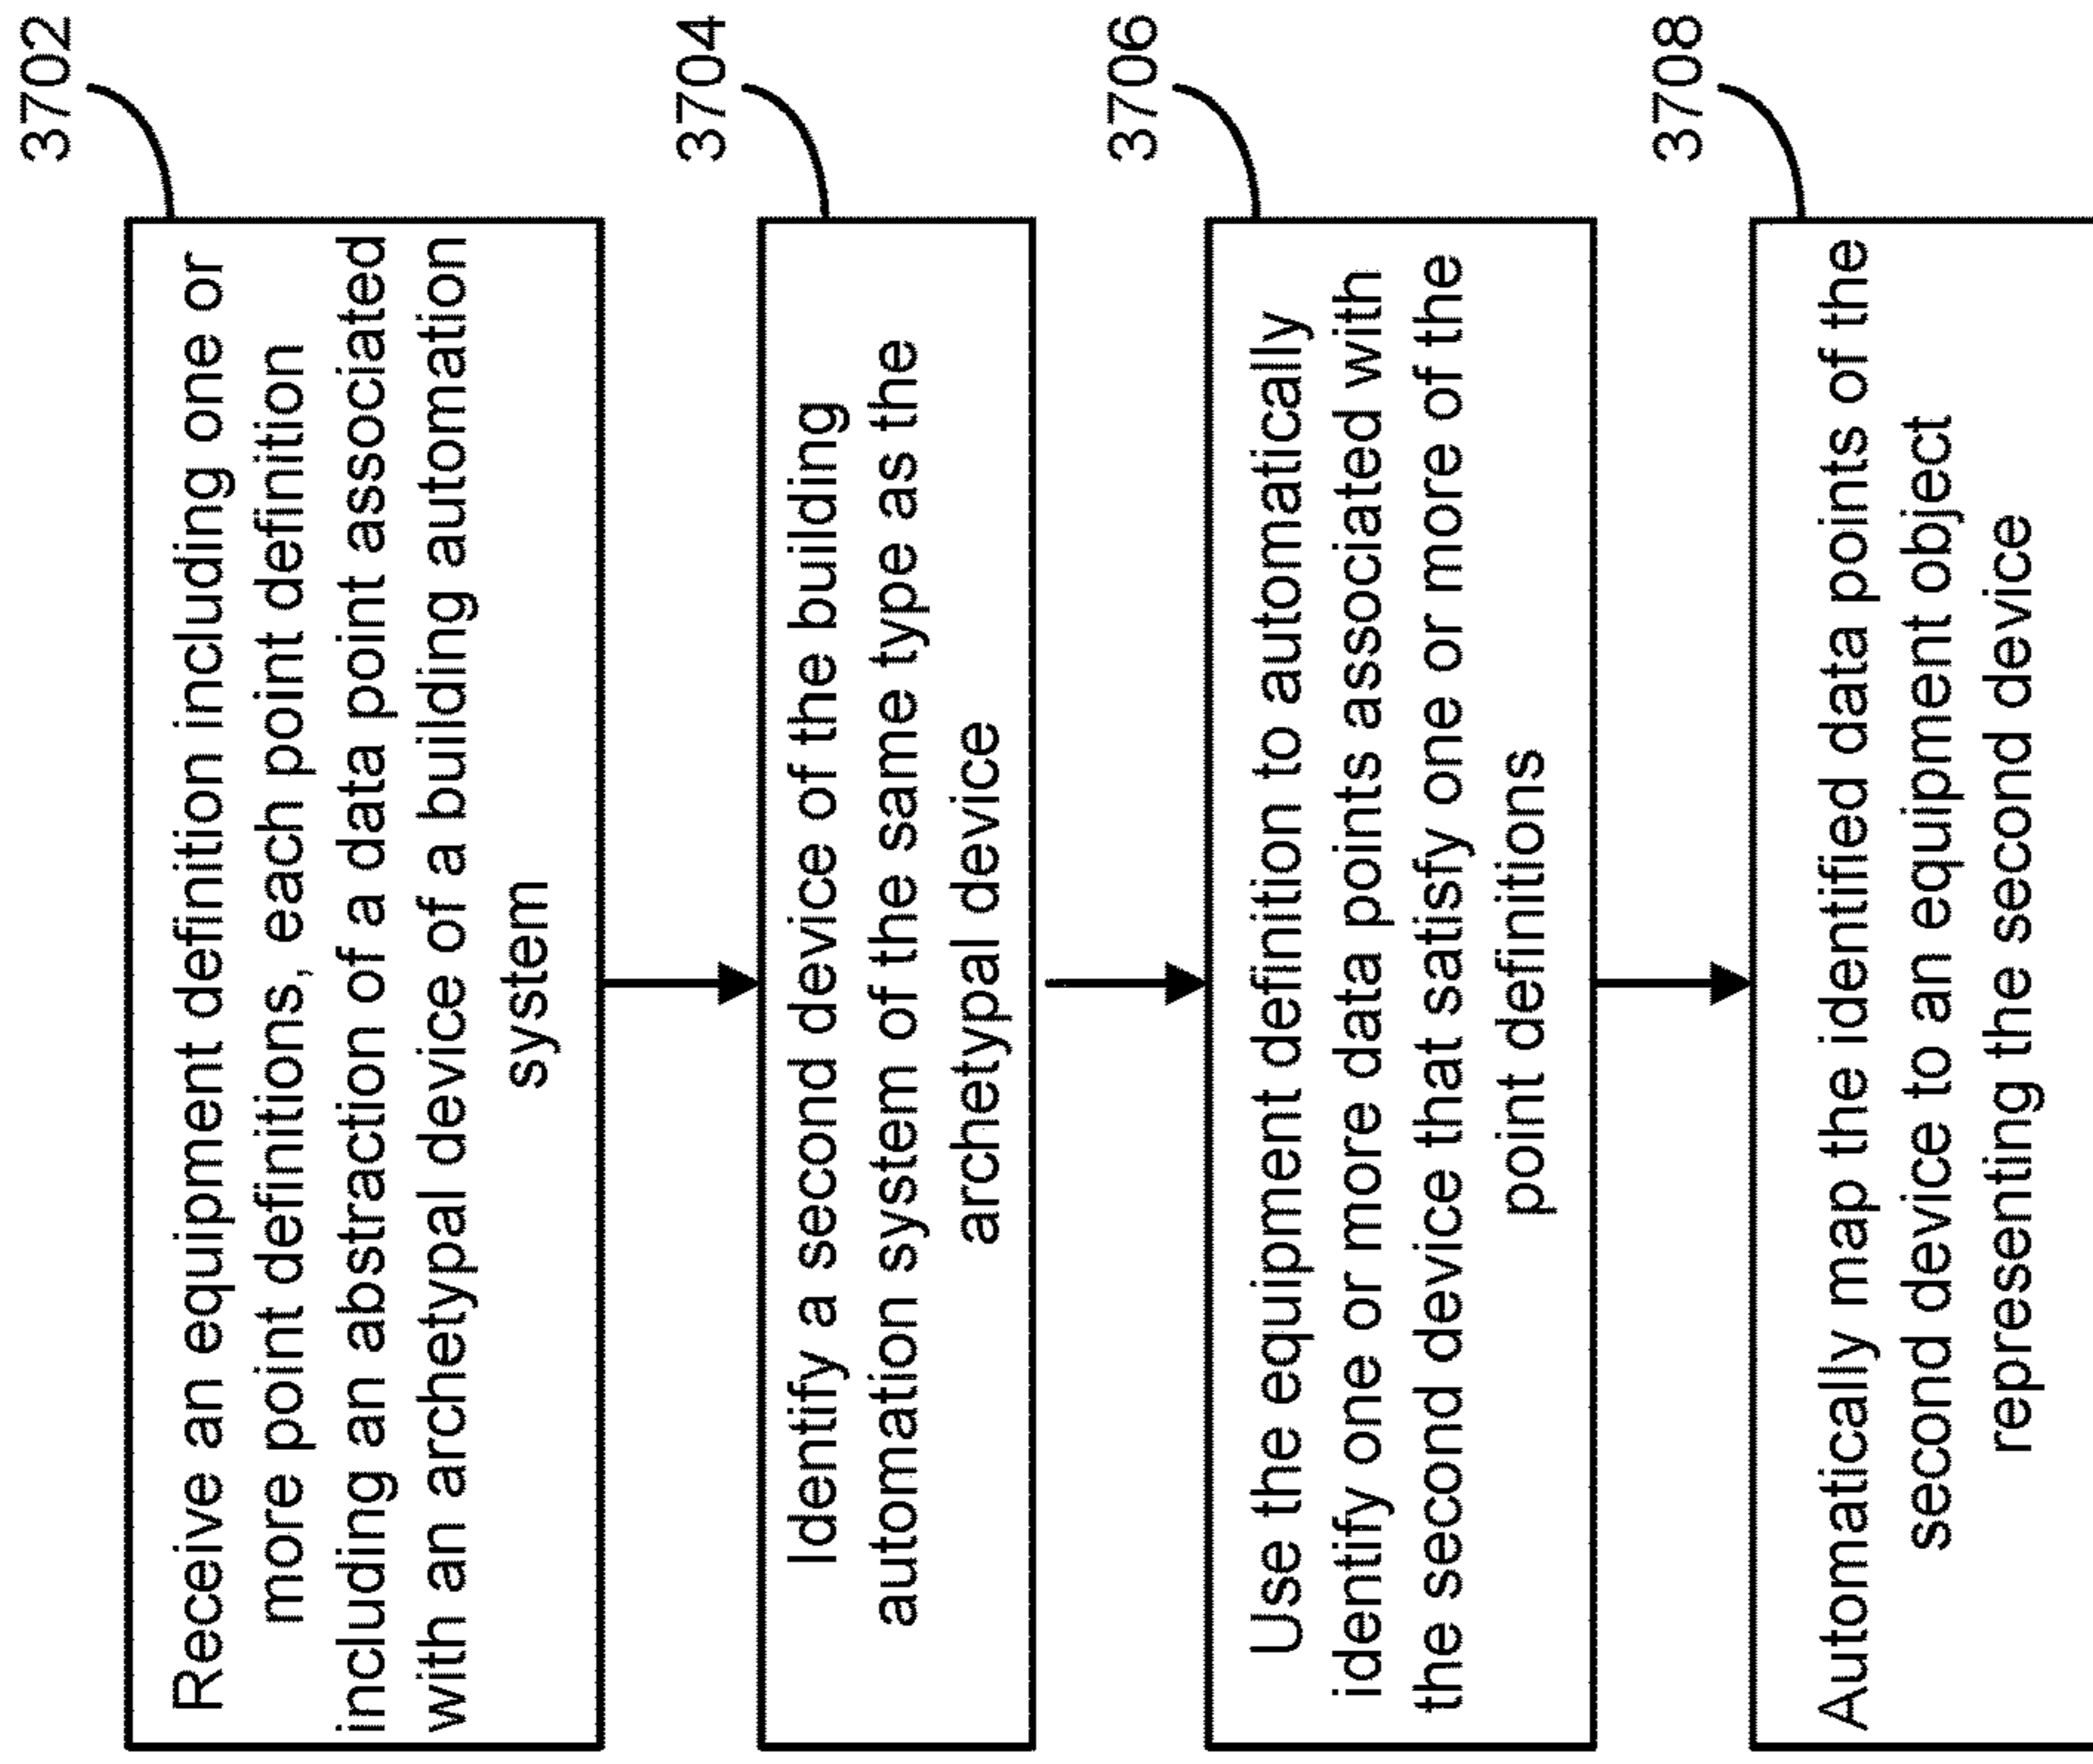 3702
Receive an equipment definition including one or
more point definitions, each point definition
including an abstraction of a data point associated
with an archetypal device of a building automation
system
3704
Identify a second device of the building
automation system of the same type as the
archetypal device
3706
Use the equipment definition to automatically
identify one or more data points associated with
the second device that satisfy one or more of the
point definitions
3708
Automatically map the identified data points of the
second device to an equipment object
representing the second device